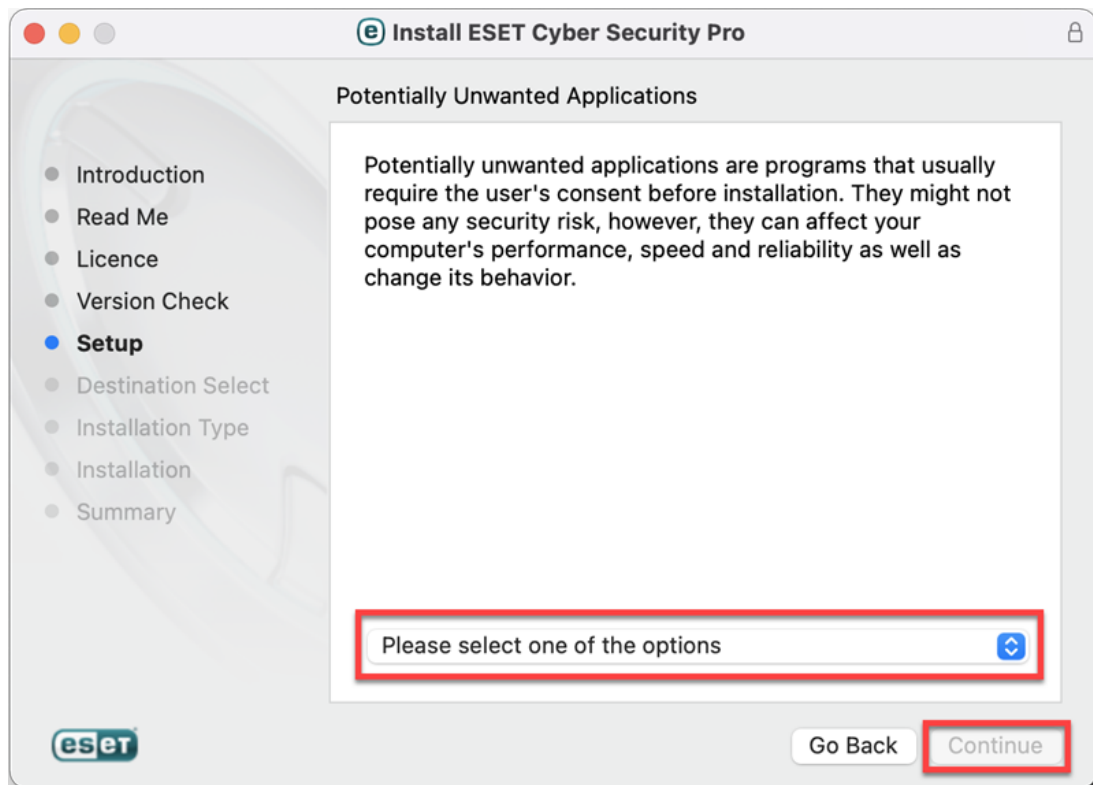 Install ESET Cyber Security Pro
Potentially Unwanted Applications
Introduction
Read Me
Licence
Version Check
Setup
Destination Select
Installation Type
Installation
Summary
Potentially unwanted applications are programs that usually
require the user's consent before installation. They might not
pose any security risk, however, they can affect your
computer's performance, speed and reliability as well as
change its behavior.
Please select one of the options
eset
Go Back
Continue